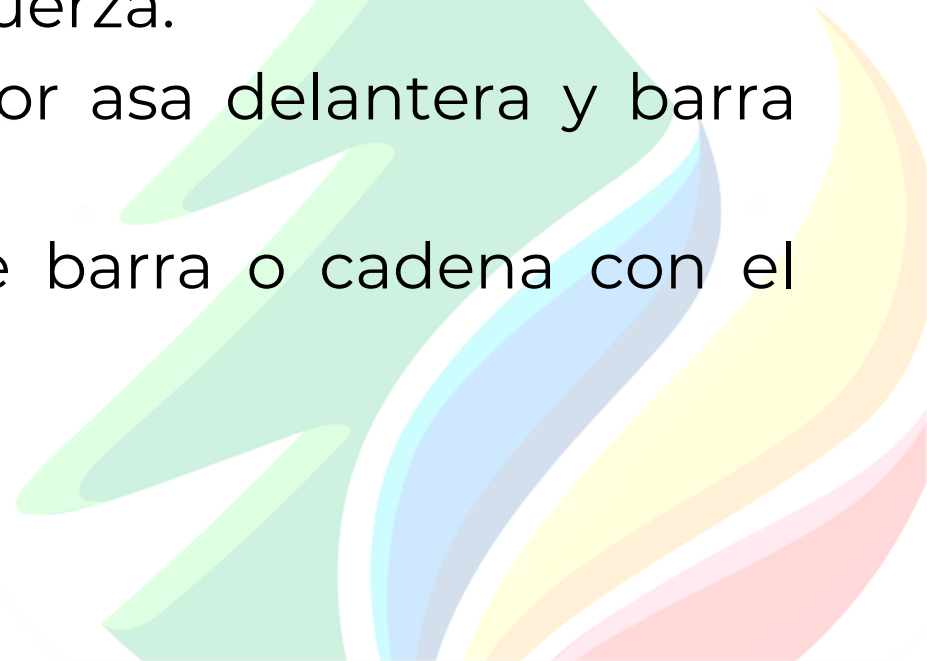 uerza.
or asa delantera y barra
e barra o cadena con el